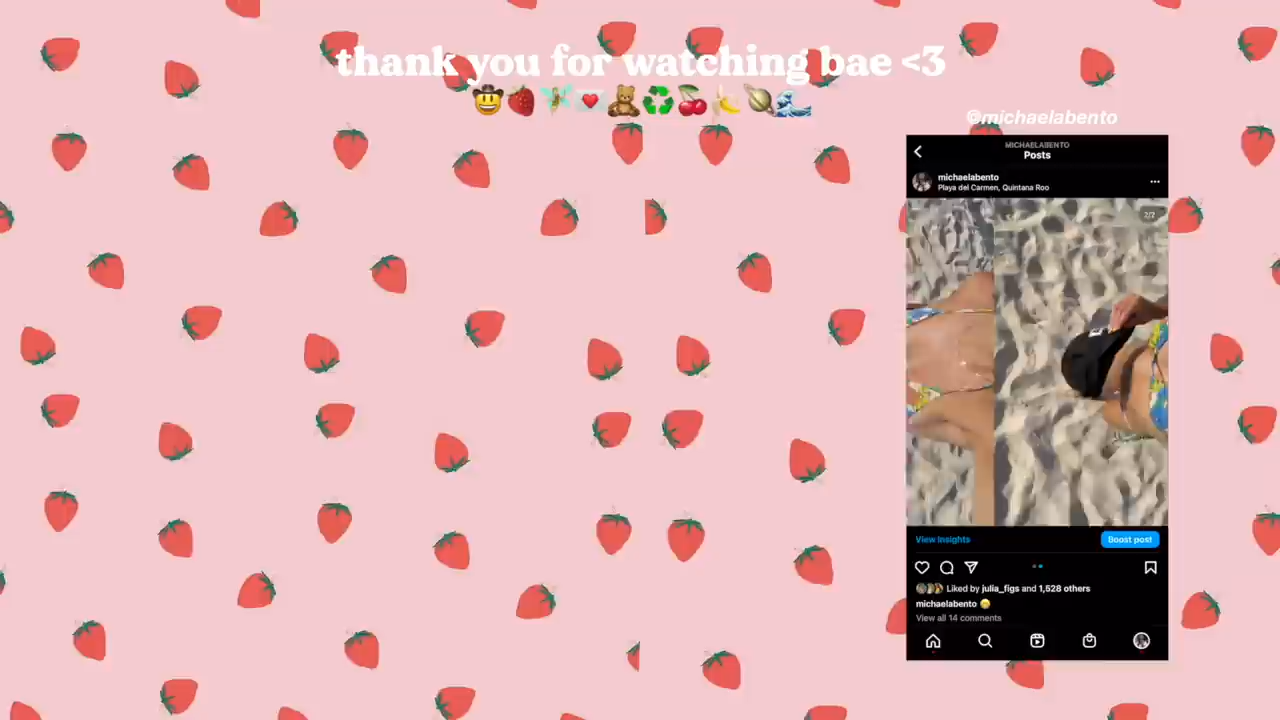 thank you for watching bae <3
@michaelabento
MICHAELABENTO
Posts
michaelabento
Playa del Carmen, Quintana Roo
2/2
View Insights
Boost post
Liked by julia_figs and 1,528 others
michaelabento
View all 14 comments